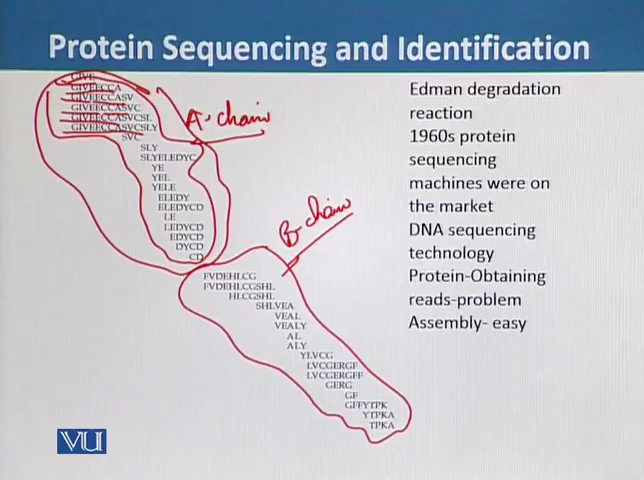 Protein Sequencing and Identification
GIVE
GIVEECCA
GIVEECCASV
GIVEECCASVC
GIVEECCASVCSL
GIVEECCASVCSLY
SVC
SLY
SLYELEDYC
YE
YEL
YELE
ELEDY
ELEDYCD
LE
LEDYCD
EDYCD
DYCD
CD
A-chain
B-chain
FVDEHLCG
FVDEHLCGSHL
HLCGSHL
SHLVEA
VEAL
VEALY
AL
ALY
YLVCG
LVCGERGF
LVCGERGFF
GERG
GF
GFFYTPK
YTPKA
TPKA
Edman degradation
reaction
1960s protein
sequencing
machines were on
the market
DNA sequencing
technology
Protein-Obtaining
reads-problem
Assembly- easy
VU